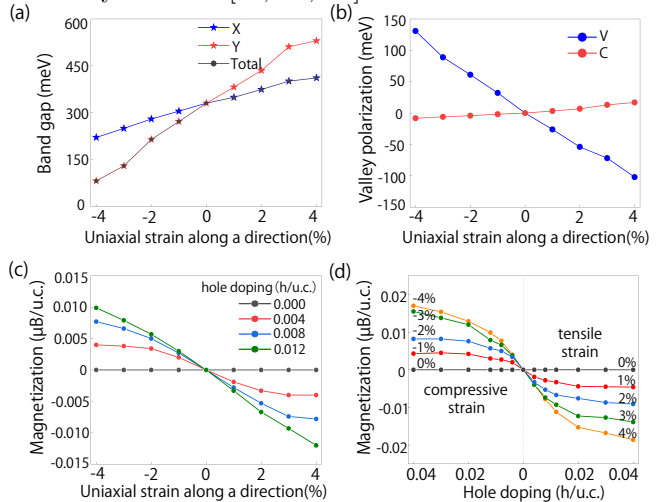 (a)
600
450
300
150
0
Band gap (meV)
X
Y
Total
-4 -2 0 2 4
Uniaxial strain along a direction(%)
(b)
150
100
50
0
-50
-100
-150
Valley polarization (meV)
V
C
-4 -2 0 2 4
Uniaxial strain along a direction(%)
(c)
0.015
0.010
0.005
0.000
-0.005
-0.010
-0.015
Magnetization (μB/u.c.)
hole doping (h/u.c.)
0.000
0.004
0.008
0.012
-4 -2 0 2 4
Uniaxial strain along a direction(%)
(d)
0.02
0.01
0.00
-0.01
-0.02
Magnetization (μB/u.c.)
-4%
-3%
-2%
-1%
0%
compressive
strain
tensile
strain
0%
1%
2%
3%
4%
0.04 0.02 0 0.02 0.04
Hole doping (h/u.c.)